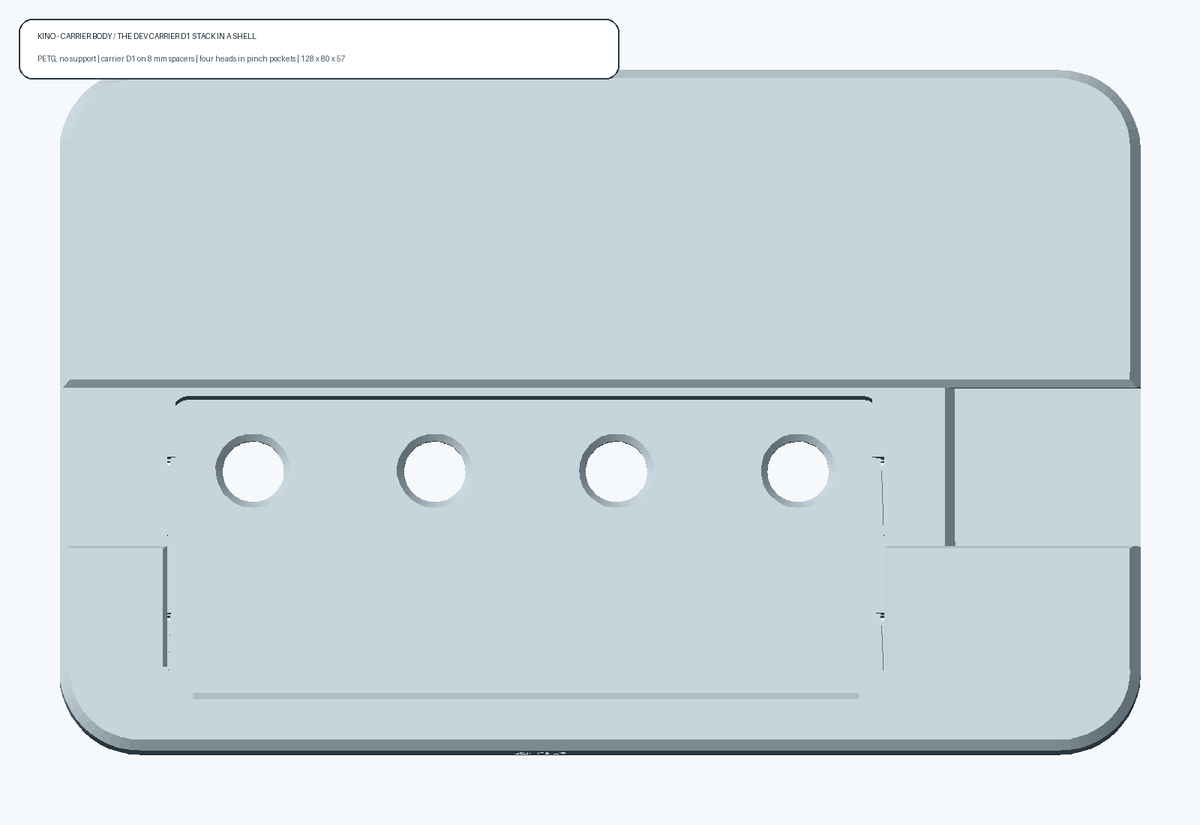 KINO - CARRIER BODY / THE DEV CARRIER D1 STACK IN A SHELL
PETG, no support | carrier D1 on 8 mm spacers | four heads in pinch pockets | 128 x 80 x 57